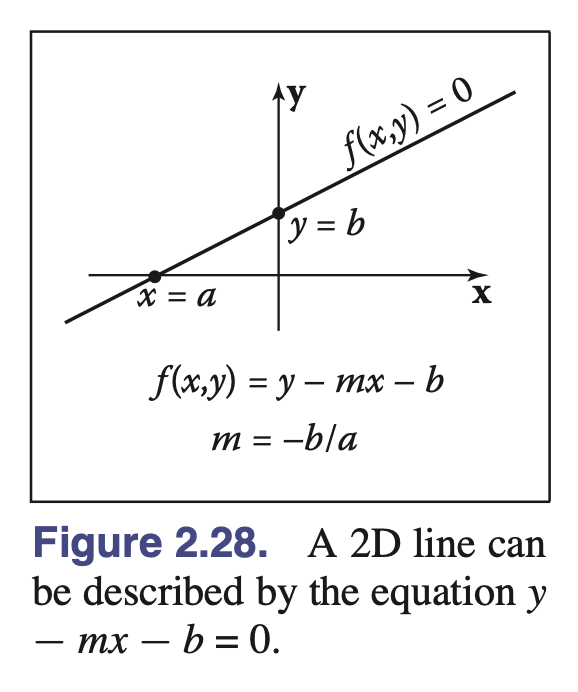 y
f(x,y) = 0
y = b
x = a
x
f(x,y) = y – mx – b
m = –b/a
Figure 2.28. A 2D line can
be described by the equation y
– mx – b = 0.